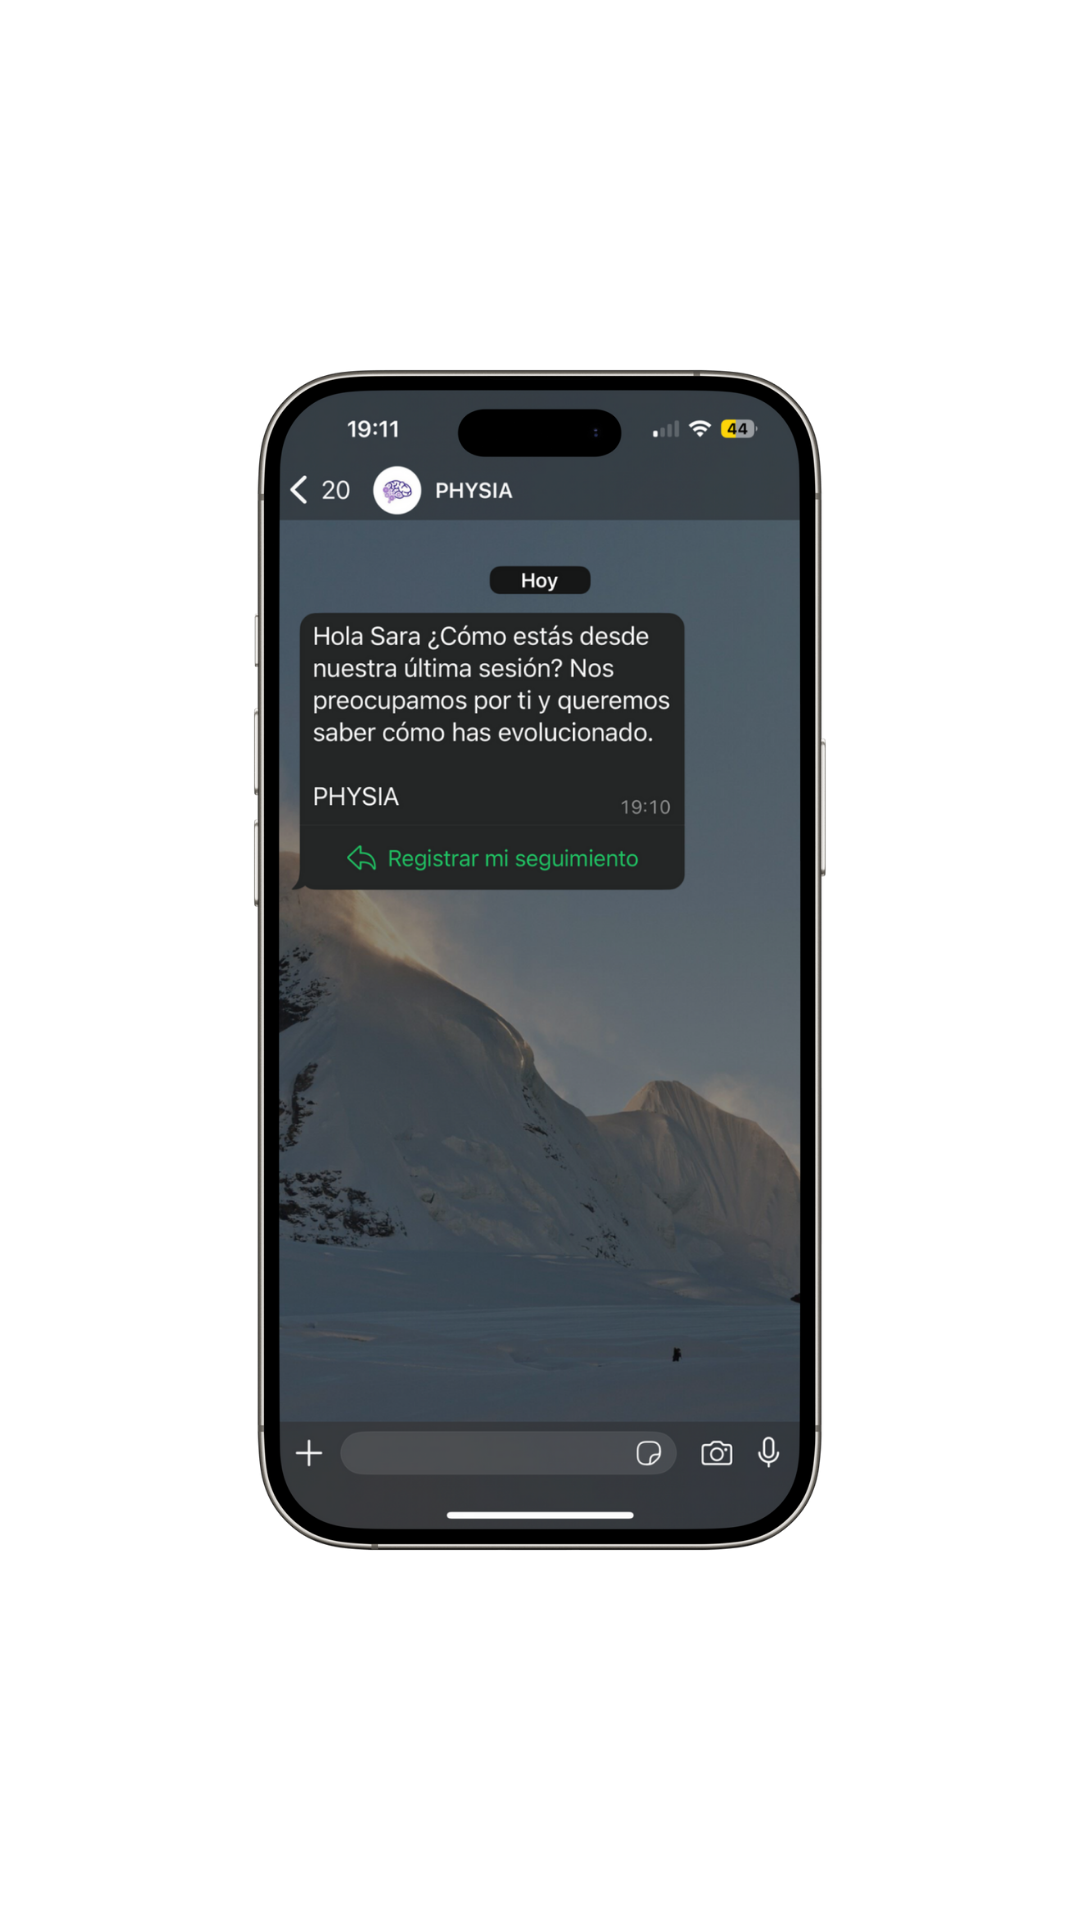 19:11
44
20
PHYSIA
Hoy
Hola Sara ¿Cómo estás desde
nuestra última sesión? Nos
preocupamos por ti y queremos
saber cómo has evolucionado.
PHYSIA
19:10
Registrar mi seguimiento